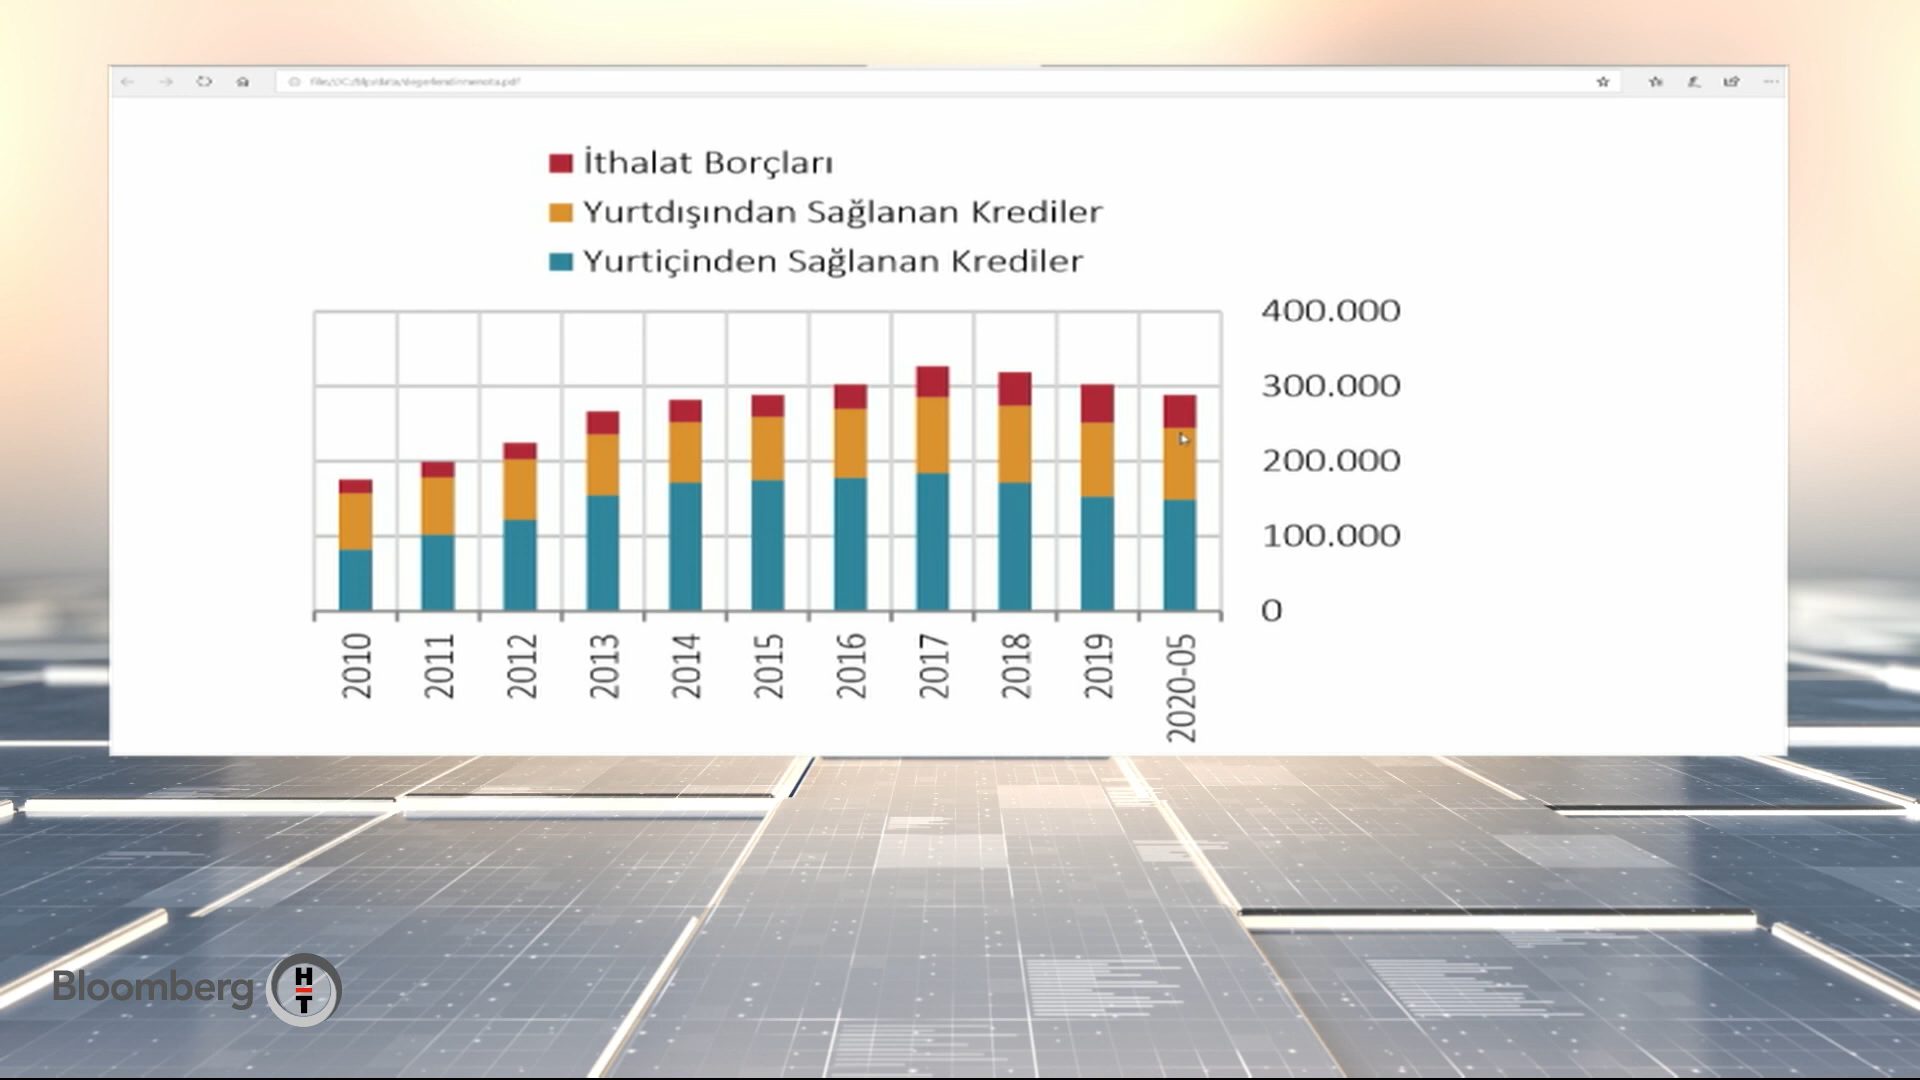 İthalat Borçları
Yurtdışından Sağlanan Krediler
Yurtiçinden Sağlanan Krediler
400.000
300.000
200.000
100.000
0
2010 2011 2012 2013 2014 2015 2016 2017 2018 2019 2020-05
Bloomberg HT